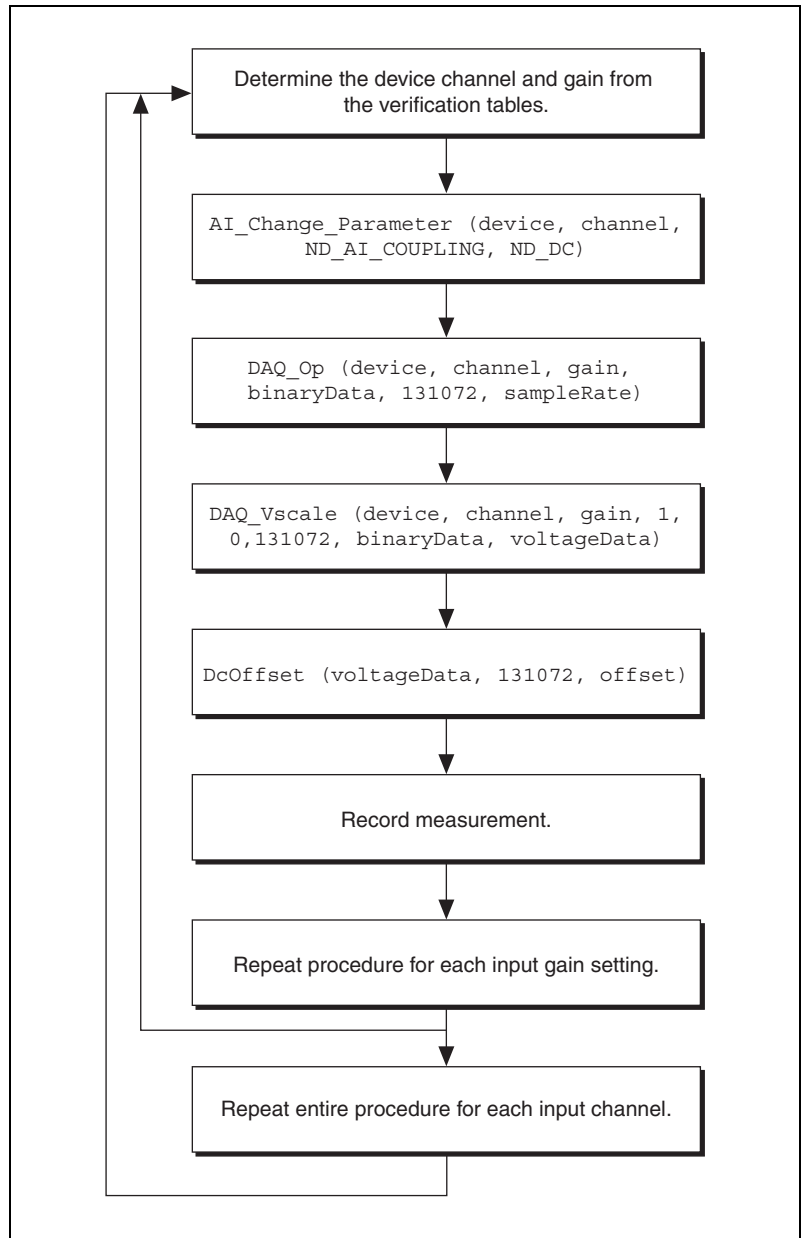 Determine the device channel and gain from
the verification tables.
AI_Change_Parameter (device, channel,
ND_AI_COUPLING, ND_DC)
DAQ_Op (device, channel, gain,
binaryData, 131072, sampleRate)
DAQ_Vscale (device, channel, gain, 1,
0,131072, binaryData, voltageData)
DcOffset (voltageData, 131072, offset)
Record measurement.
Repeat procedure for each input gain setting.
Repeat entire procedure for each input channel.